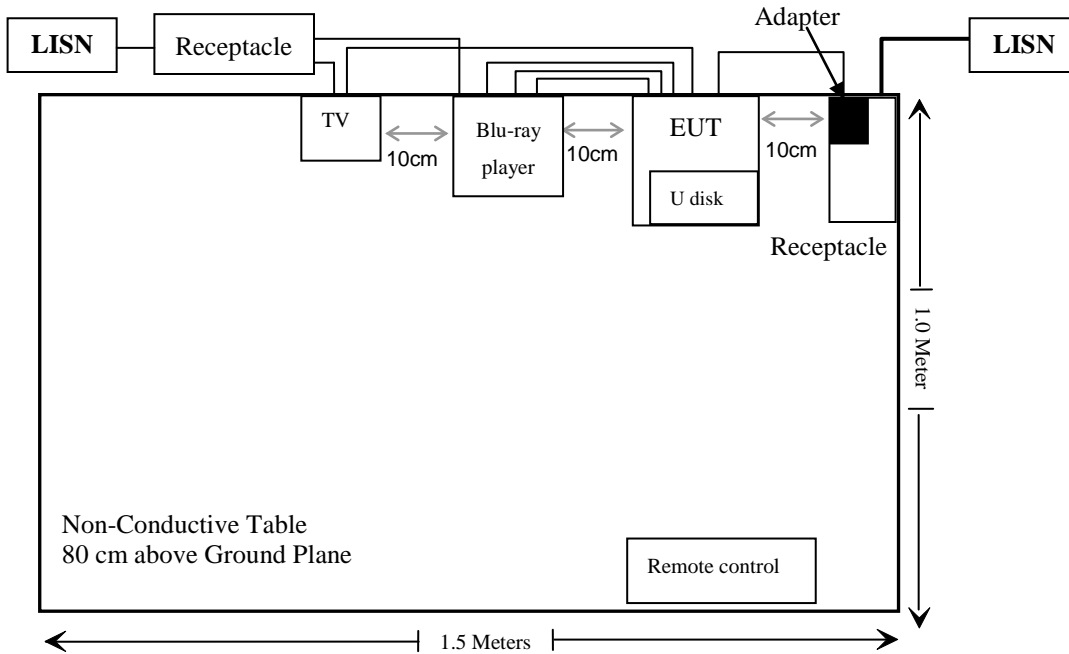 Adapter
LISN
Receptacle
LISN
TV
Blu-ray
player
EUT
10cm
10cm
10cm
U disk
Receptacle
1.0 Meter
Non-Conductive Table
80 cm above Ground Plane
Remote control
1.5 Meters